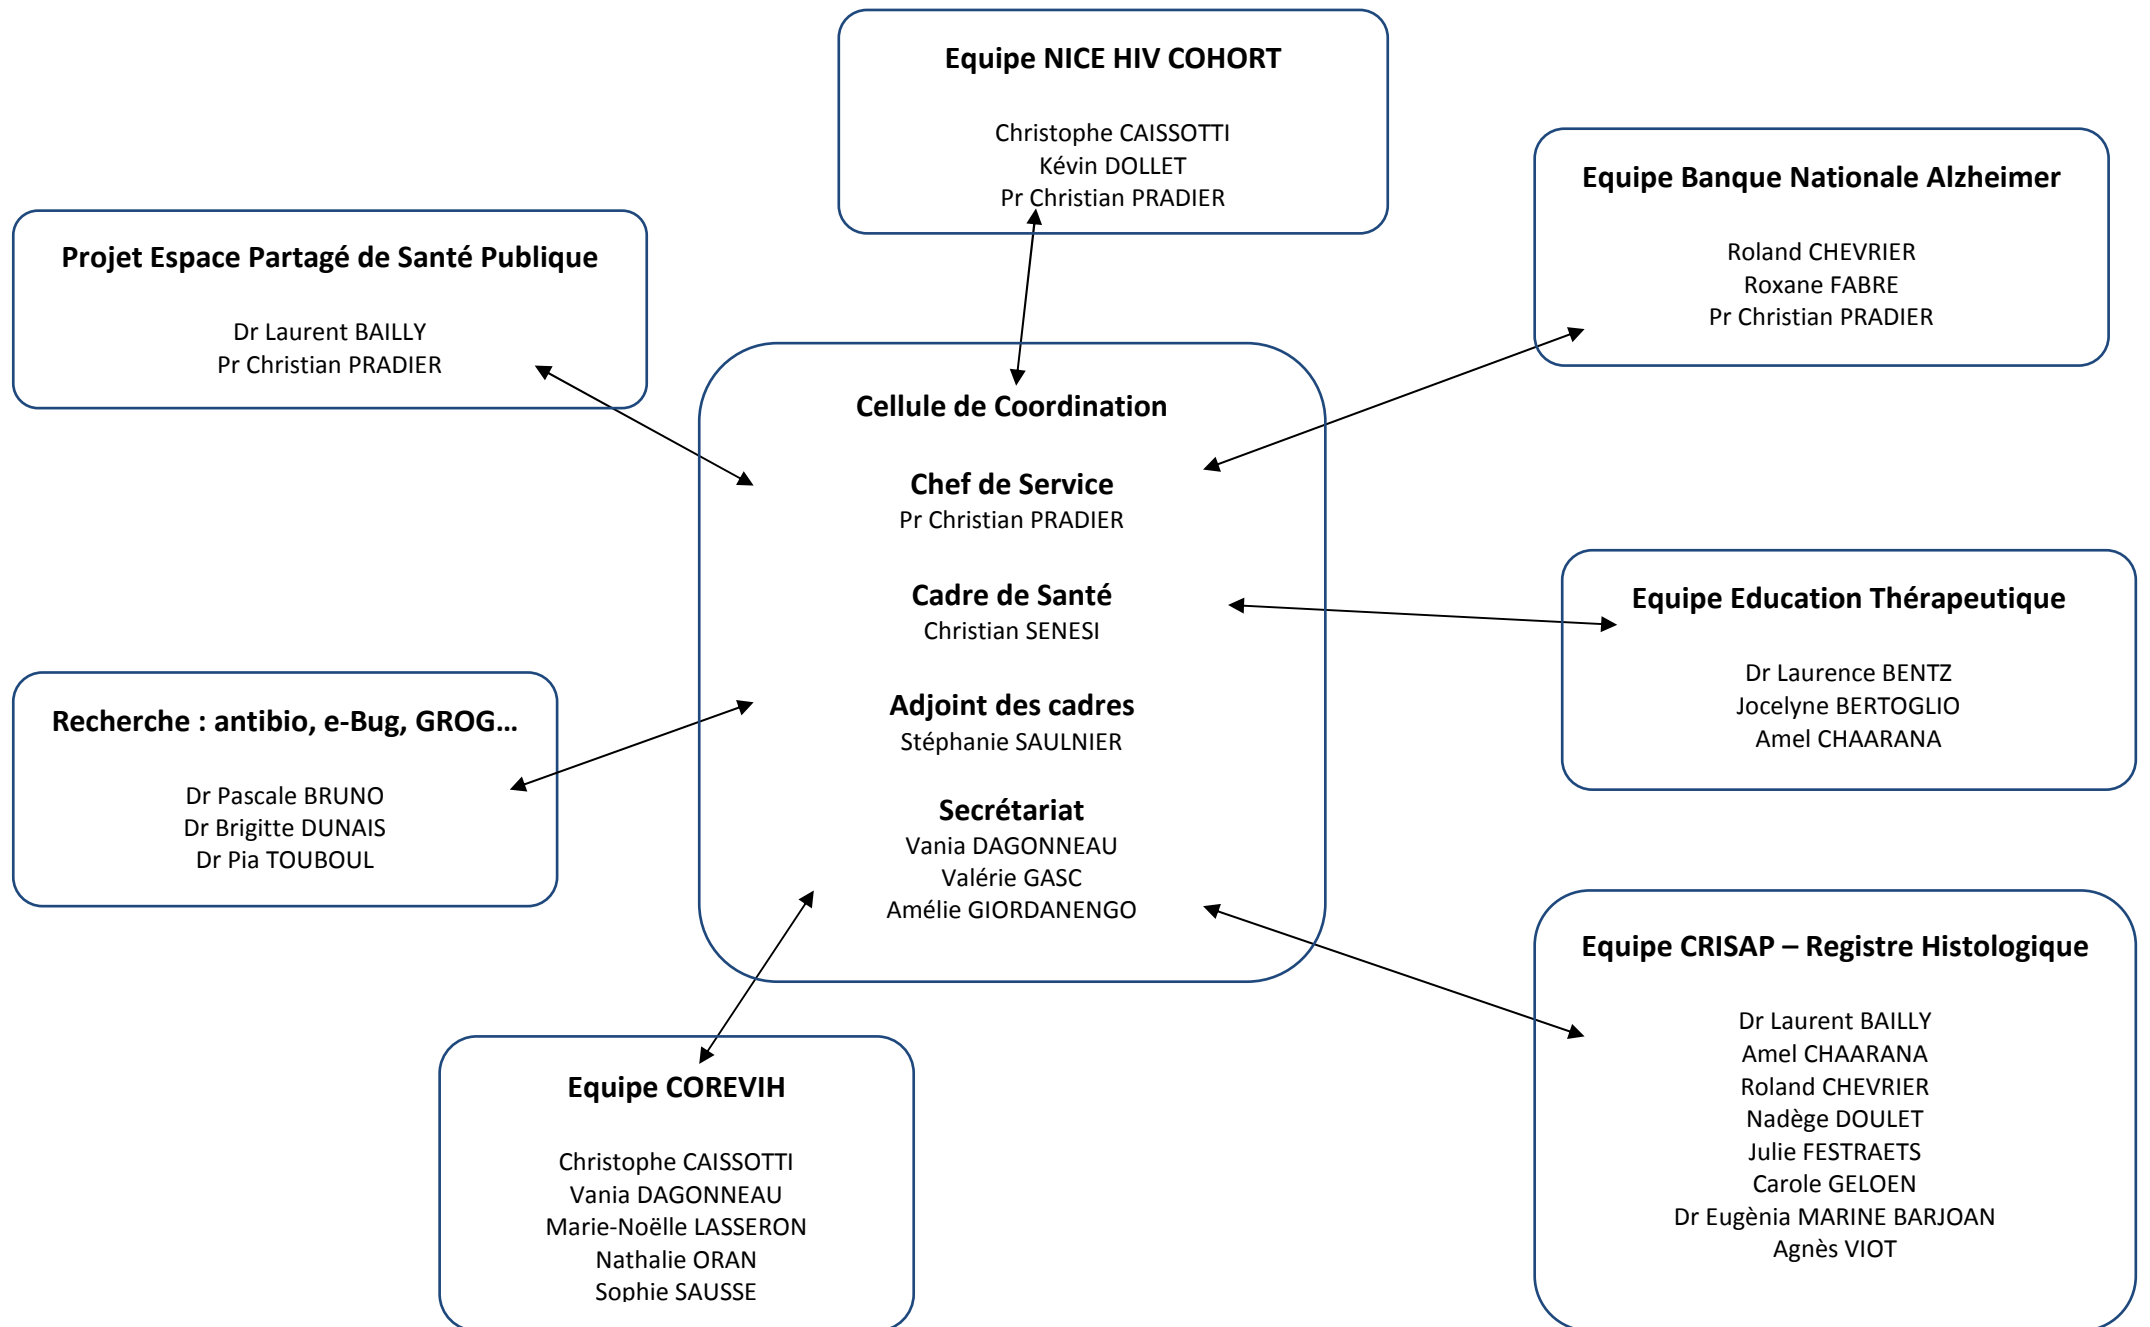 Equipe NICE HIV COHORT
Christophe CAISSOTTI
Kévin DOLLET
Pr Christian PRADIER
Equipe Banque Nationale Alzheimer
Roland CHEVRIER
Roxane FABRE
Pr Christian PRADIER
Projet Espace Partagé de Santé Publique
Dr Laurent BAILLY
Pr Christian PRADIER
Cellule de Coordination
Chef de Service
Pr Christian PRADIER
Cadre de Santé
Christian SENESI
Adjoint des cadres
Stéphanie SAULNIER
Secrétariat
Vania DAGONNEAU
Valérie GASC
Amélie GIORDANENGO
Equipe Education Thérapeutique
Dr Laurence BENTZ
Jocelyne BERTOGLIO
Amel CHAARANA
Recherche : antibio, e-Bug, GROG…
Dr Pascale BRUNO
Dr Brigitte DUNAIS
Dr Pia TOUBOUL
Equipe CRISAP – Registre Histologique
Dr Laurent BAILLY
Amel CHAARANA
Roland CHEVRIER
Nadège DOULET
Julie FESTRAETS
Carole GELOEN
Dr Eugènia MARINE BARJOAN
Agnès VIOT
Equipe COREVIH
Christophe CAISSOTTI
Vania DAGONNEAU
Marie-Noëlle LASSERON
Nathalie ORAN
Sophie SAUSSE